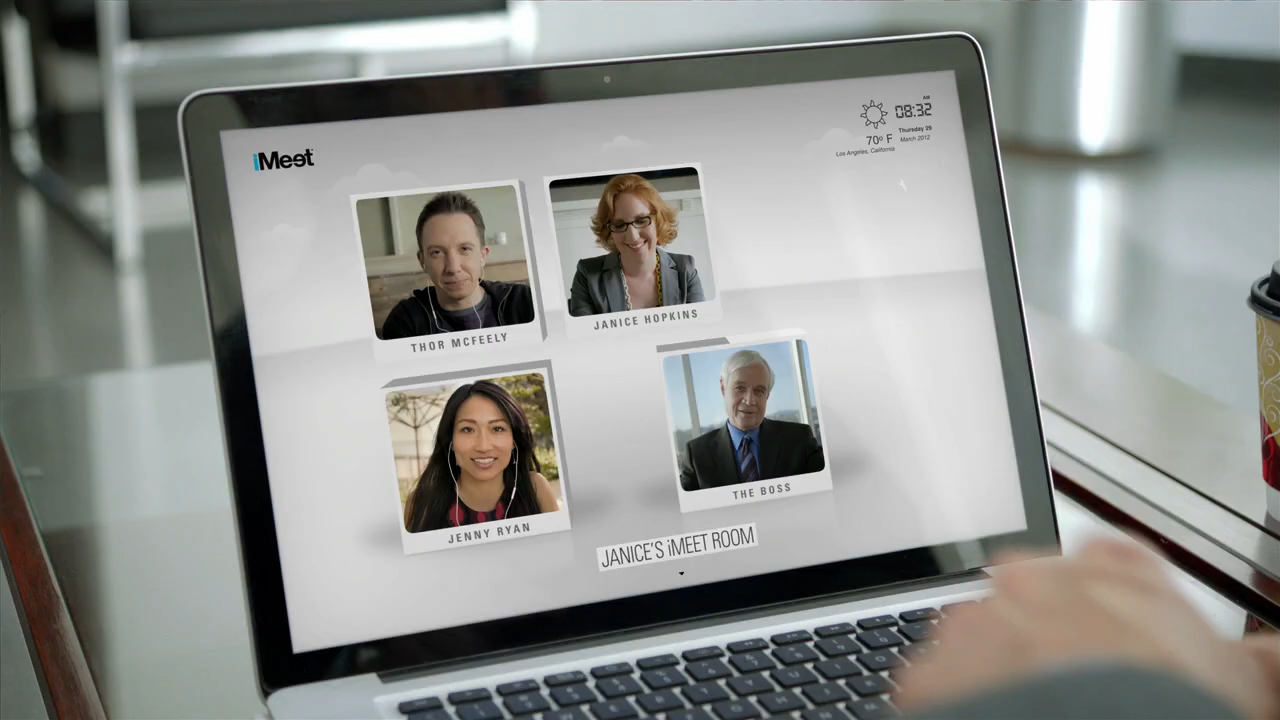 iMeet
AM
08:32
70° F
Thursday 29
March 2012
Los Angeles, California
THOR MCFEELY
JANICE HOPKINS
JENNY RYAN
THE BOSS
JANICE'S iMEET ROOM